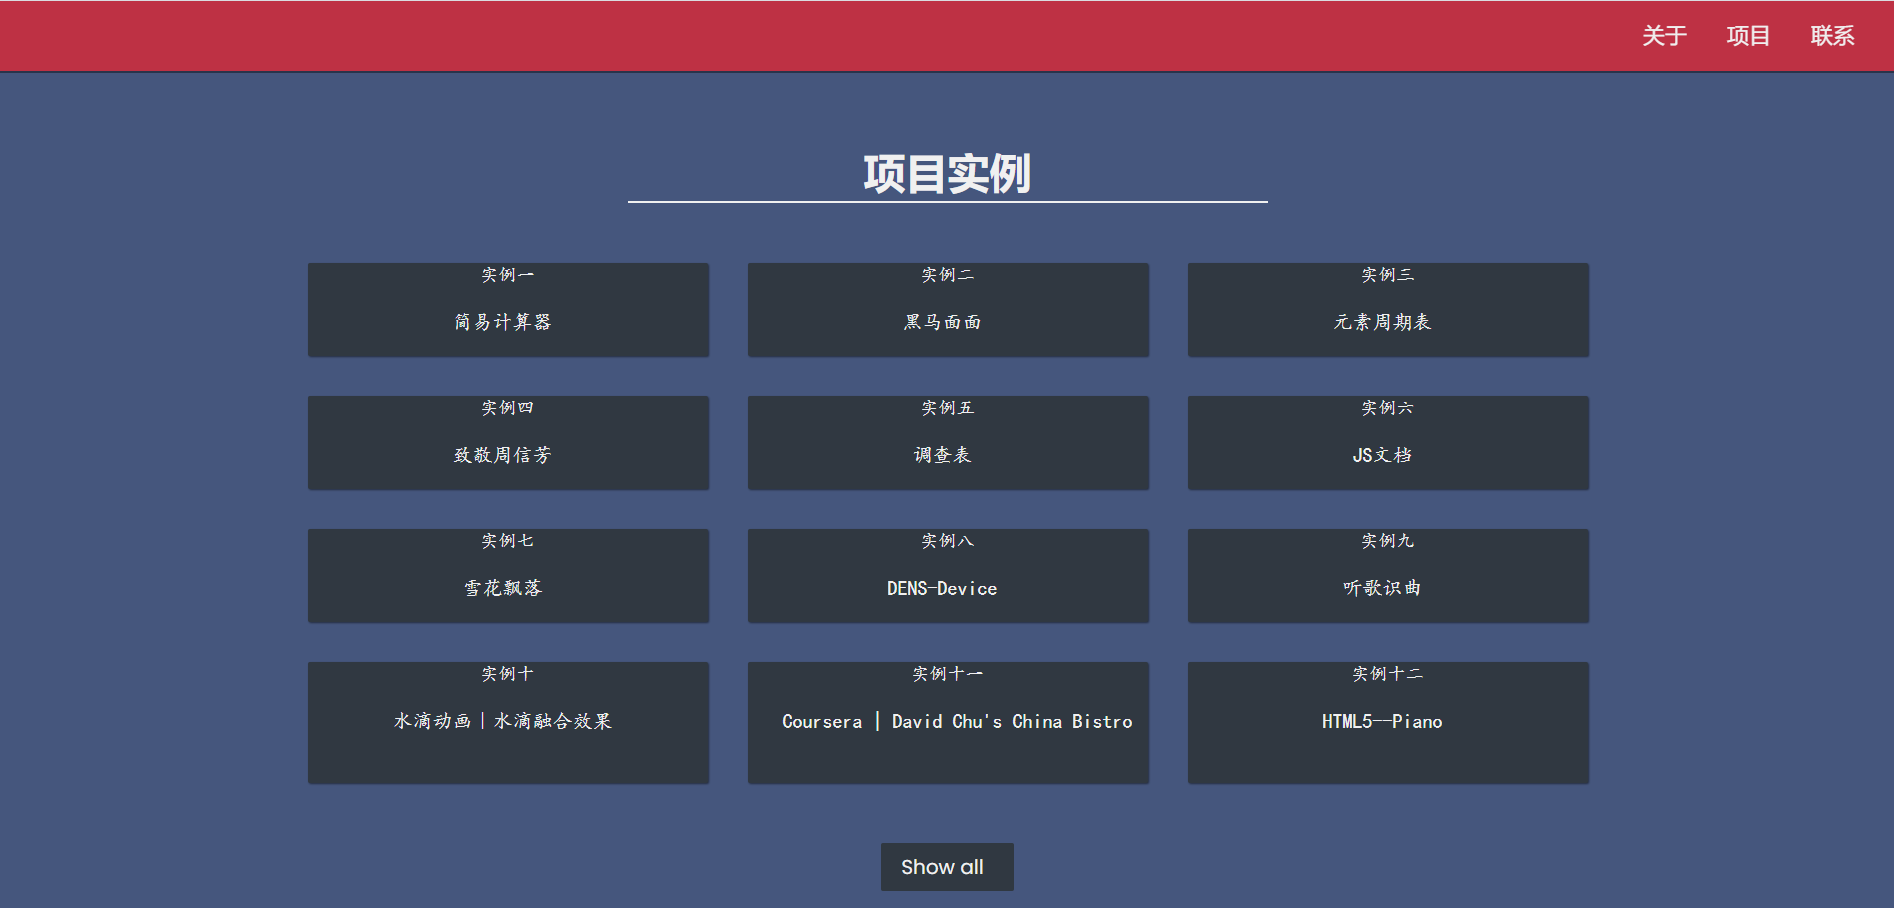 关于 项目 联系
项目实例
实例一
简易计算器
实例二
黑马面面
实例三
元素周期表
实例四
致敬周信芳
实例五
调查表
实例六
JS文档
实例七
雪花飘落
实例八
DENS-Device
实例九
听歌识曲
实例十
水滴动画｜水滴融合效果
实例十一
Coursera | David Chu's China Bistro
实例十二
HTML5--Piano
Show all